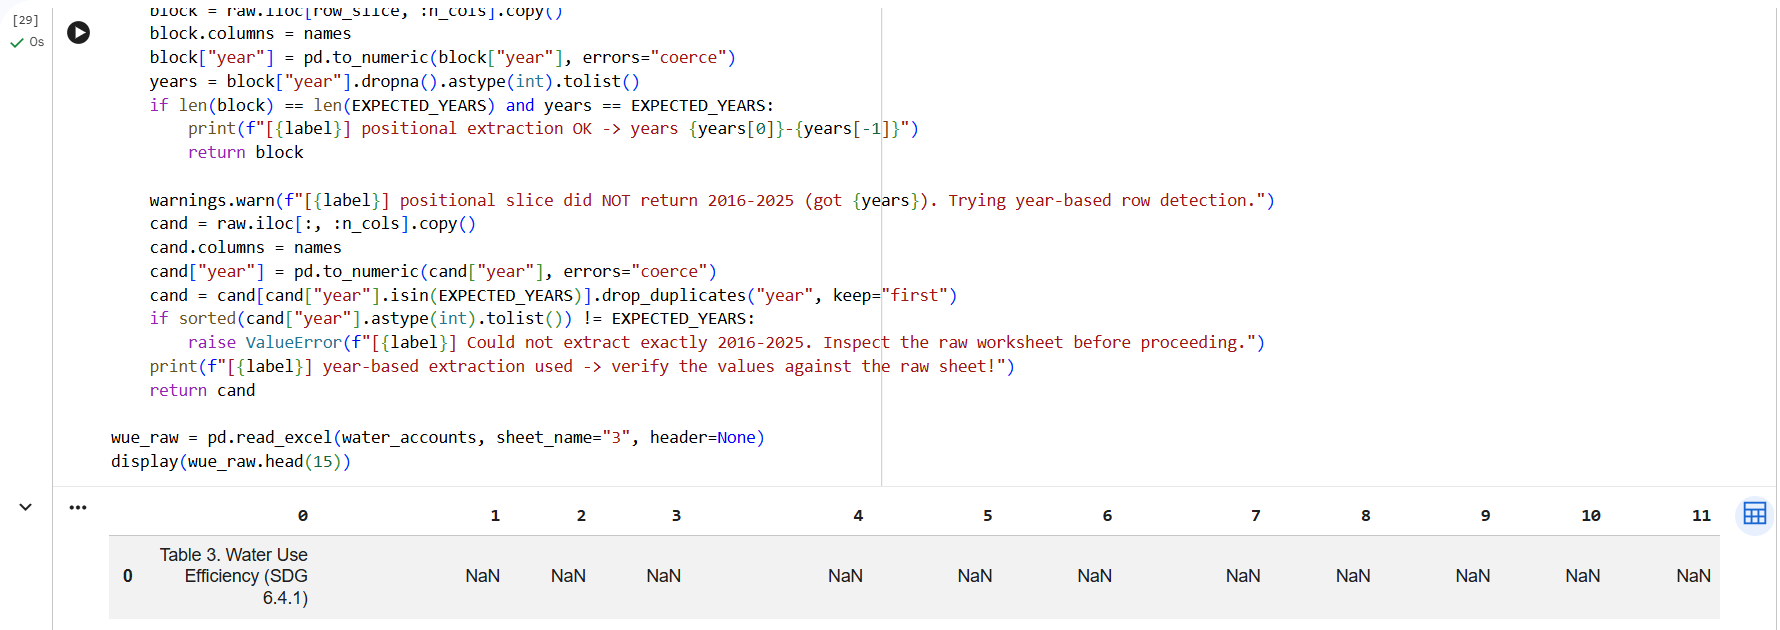 [29]
0s
block = raw.iloc[row_slice, :n_cols].copy()
block.columns = names
block["year"] = pd.to_numeric(block["year"], errors="coerce")
years = block["year"].dropna().astype(int).tolist()
if len(block) == len(EXPECTED_YEARS) and years == EXPECTED_YEARS:
print(f"[{label}] positional extraction OK -> years {years[0]}-{years[-1]}")
return block
warnings.warn(f"[{label}] positional slice did NOT return 2016-2025 (got {years}). Trying year-based row detection.")
cand = raw.iloc[:, :n_cols].copy()
cand.columns = names
cand["year"] = pd.to_numeric(cand["year"], errors="coerce")
cand = cand[cand["year"].isin(EXPECTED_YEARS)].drop_duplicates("year", keep="first")
if sorted(cand["year"].astype(int).tolist()) != EXPECTED_YEARS:
raise ValueError(f"[{label}] Could not extract exactly 2016-2025. Inspect the raw worksheet before proceeding.")
print(f"[{label}] year-based extraction used -> verify the values against the raw sheet!")
return cand
wue_raw = pd.read_excel(water_accounts, sheet_name="3", header=None)
display(wue_raw.head(15))
0 1 2 3 4 5 6 7 8 9 10 11
0 Table 3. Water Use Efficiency (SDG 6.4.1) NaN NaN NaN NaN NaN NaN NaN NaN NaN NaN NaN